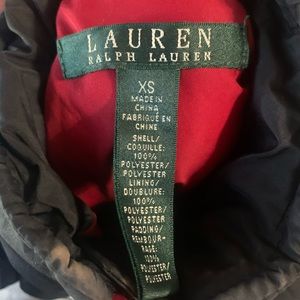 LAUREN
RALPH LAUREN
XS
MADE IN
CHINA
FABRIQUÉ EN
CHINE
SHELL/
COQUILLE:
100%
POLYESTER/
POLYESTER
LINING/
DOUBLURE:
100%
POLYESTER/
POLYESTER
PADDING/
REMBOUR-
RAGE:
100%
POLYESTER/
POLYESTER